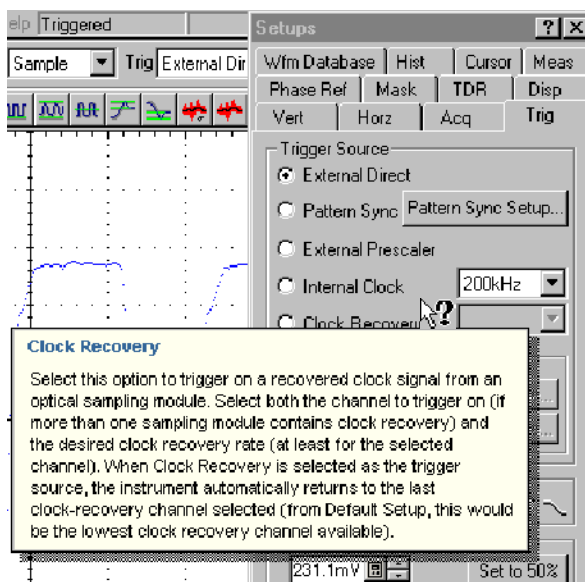 elp Triggered
Setups
Sample Trig External Dir
Wfm Database Hist Cursor Meas
Phase Ref Mask TDR Disp
Vert Horz Acq Trig
Trigger Source
External Direct
Pattern Sync Pattern Sync Setup...
External Prescaler
Internal Clock 200kHz
Clock Recovery
Clock Recovery
Select this option to trigger on a recovered clock signal from an
optical sampling module. Select both the channel to trigger on (if
more than one sampling module contains clock recovery) and
the desired clock recovery rate (at least for the selected
channel). When Clock Recovery is selected as the trigger
source, the instrument automatically returns to the last
clock-recovery channel selected (from Default Setup, this would
be the lowest clock recovery channel available).
...
...
231.1mV Set to 50%